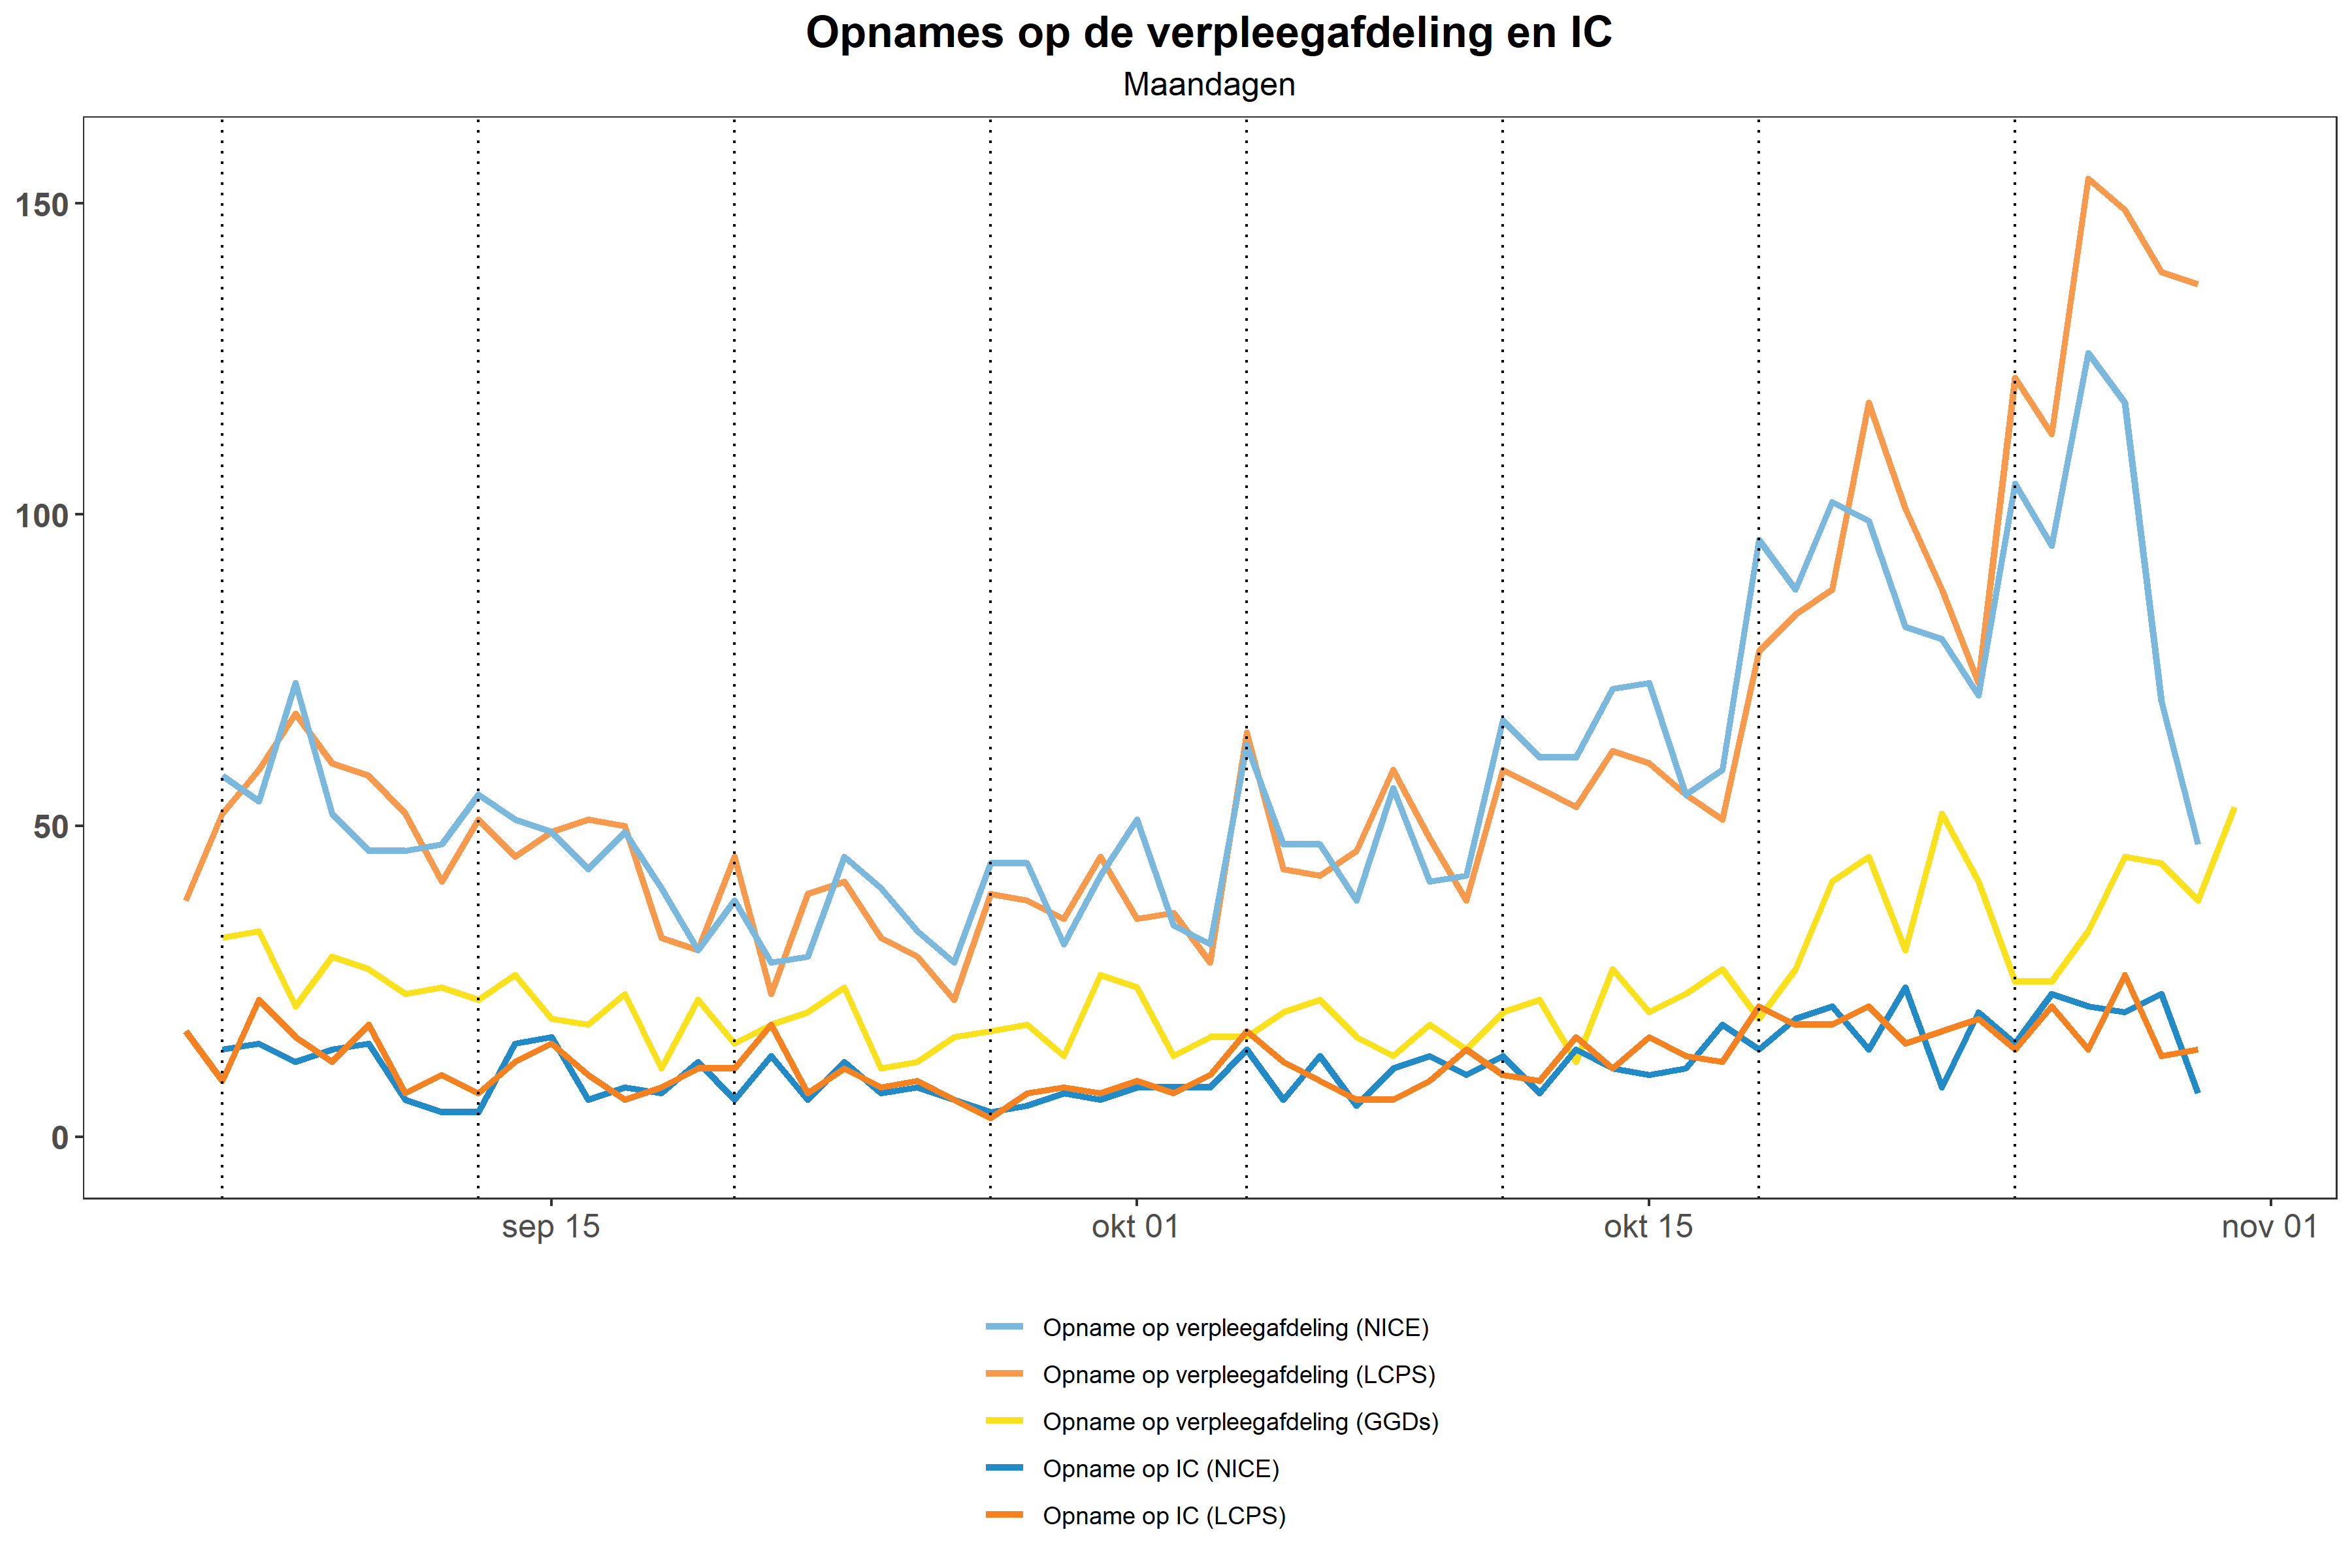 Opnames op de verpleegafdeling en IC
Maandagen
150
100
50
0
sep 15
okt 01
okt 15
nov 01
Opname op verpleegafdeling (NICE)
Opname op verpleegafdeling (LCPS)
Opname op verpleegafdeling (GGDs)
Opname op IC (NICE)
Opname op IC (LCPS)